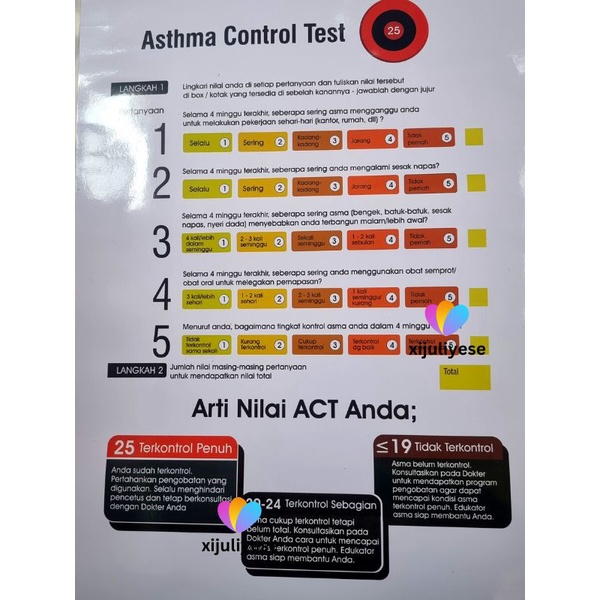 Asthma Control Test
25
LANGKAH 1
Lingkari nilai anda di setiap pertanyaan dan tuliskan nilai tersebut
di box / kotak yang tersedia di sebelah kanannya - jawablah dengan jujur
Selama 4 minggu terakhir, seberapa sering asma mengganggu anda
untuk melakukan pekerjaan sehari-hari (kantor, rumah, dll) ?
1
Selalu 1 Sering 2 Kadang-kadang 3 Jarang 4 Tidak pernah 5
Selama 4 minggu terakhir, seberapa sering anda mengalami sesak napas?
2
Selalu 1 Sering 2 Kadang-kadang 3 Jarang 4 Tidak pernah 5
Selama 4 minggu terakhir, seberapa sering asma (bengek, batuk-batuk, sesak
napas, nyeri dada) menyebabkan anda terbangun malam/lebih awal?
3
4 kali/lebih dalam seminggu 1 2 - 3 kali seminggu 2 Sekali seminggu 3 1 - 2 kali sebulan 4 Tidak pernah 5
Selama 4 minggu terakhir, seberapa sering anda menggunakan obat semprot/
obat oral untuk melegakan pernapasan?
4
3 kali/lebih sehari 1 1 - 2 kali sehari 2 2 - 3 kali seminggu 3 1 kali seminggu/ kurang 4 Tidak pernah 5
Menurut anda, bagaimana tingkat kontrol asma anda dalam 4 minggu
5
Tidak terkontrol sama sekali 1 Kurang Terkontrol 2 Cukup terkontrol 3 Terkontrol dg baik 4
xijuliyese
LANGKAH 2
Jumlah nilai masing-masing pertanyaan
untuk mendapatkan nilai total
Total
Arti Nilai ACT Anda;
25 Terkontrol Penuh
Anda sudah terkontrol.
Pertahankan pengobatan yang
digunakan. Selalu menghindari
pencetus dan tetap berkonsultasi
dengan Dokter Anda
-24 Terkontrol Sebagian
cukup terkontrol tetapi
belum total. Konsultasikan pada
Dokter Anda cara untuk mencapai
terkontrol penuh. Edukator
asma siap membantu Anda.
≤19 Tidak Terkontrol
Asma belum terkontrol.
Konsultasikan pada Dokter
untuk mendapatkan program
pengobatan agar dapat
mencapai kondisi asma
terkontrol penuh. Edukator
asma siap membantu Anda.